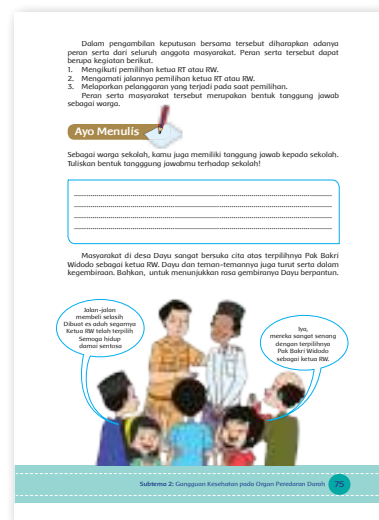 Dalam pengambilan keputusan bersama tersebut diharapkan adanya
peran serta dari seluruh anggota masyarakat. Peran serta tersebut dapat
berupa kegiatan berikut.
1. Mengikuti pemilihan ketua RT atau RW.
2. Mengamati jalannya pemilihan ketua RT atau RW.
3. Melaporkan pelanggaran yang terjadi pada saat pemilihan.
Peran serta masyarakat tersebut merupakan bentuk tanggung jawab
sebagai warga.
Ayo Menulis
Sebagai warga sekolah, kamu juga memiliki tanggung jawab kepada sekolah.
Tuliskan bentuk tangggung jawabmu terhadap sekolah!
Masyarakat di desa Dayu sangat bersuka cita atas terpilihnya Pak Bakri
Widodo sebagai ketua RW. Dayu dan teman-temannya juga turut serta dalam
kegembiraan. Bahkan, untuk menunjukkan rasa gembiranya Dayu berpantun.
Jalan-jalan
membeli selasih
Dibuat es aduh segarnya
Ketua RW telah terpilih
Semoga hidup
damai sentosa
Iya,
mereka sangat senang
dengan terpilihnya
Pak Bakri Widodo
sebagai ketua RW.
Subtema 2: Gangguan Kesehatan pada Organ Peredaran Darah 75